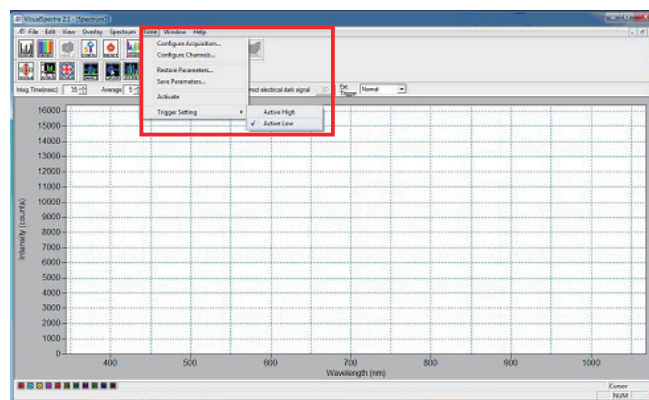 VisualSpectra 2.1 - [Spectrum1]
File Edit View Overlay Spectrum Time Window Help
Configure Acquisition...
Configure Channels...
Restore Parameters...
Save Parameters...
Activate
Trigger Setting
Active High
✓ Active Low
Integ. Time(msec) 35 Average 5 rect electrical dark signal Ext. Trigger Normal
Intensity (counts)
16000
15000
14000
13000
12000
11000
10000
9000
8000
7000
6000
5000
4000
3000
2000
1000
0
400 500 600 700 800 900 1000
Wavelength (nm)
Cursor
NUM